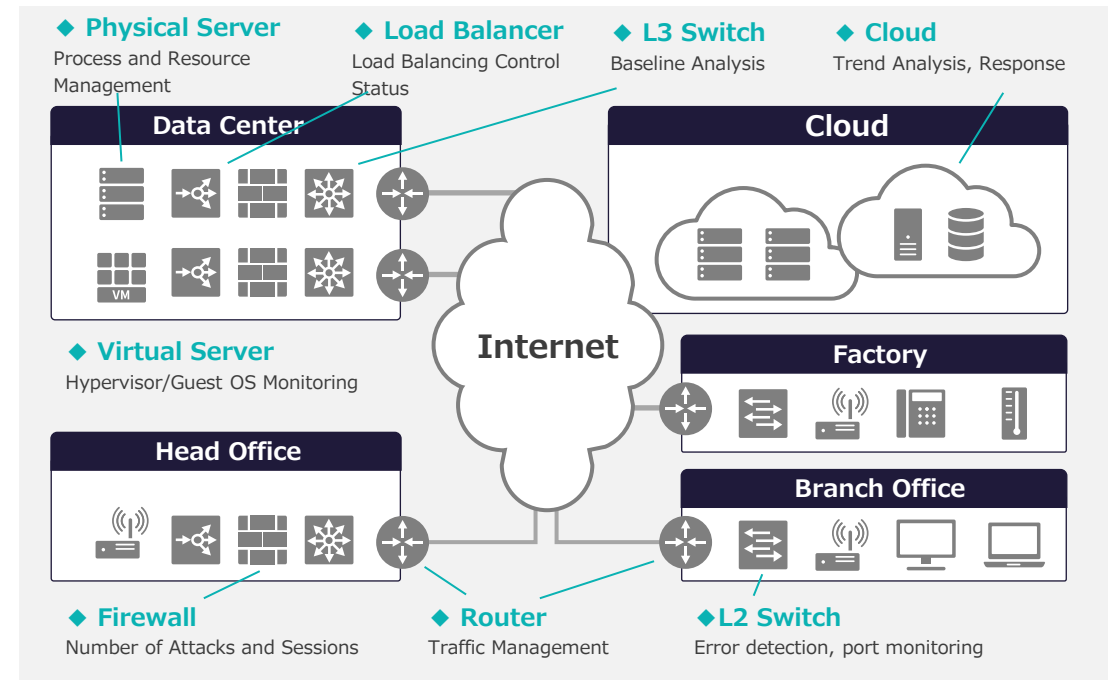 ◆ Physical Server
Process and Resource
Management
◆ Load Balancer
Load Balancing Control
Status
◆ L3 Switch
Baseline Analysis
◆ Cloud
Trend Analysis, Response
Data Center
VM
Cloud
Internet
◆ Virtual Server
Hypervisor/Guest OS Monitoring
Factory
Head Office
Branch Office
◆ Firewall
Number of Attacks and Sessions
◆ Router
Traffic Management
◆L2 Switch
Error detection, port monitoring